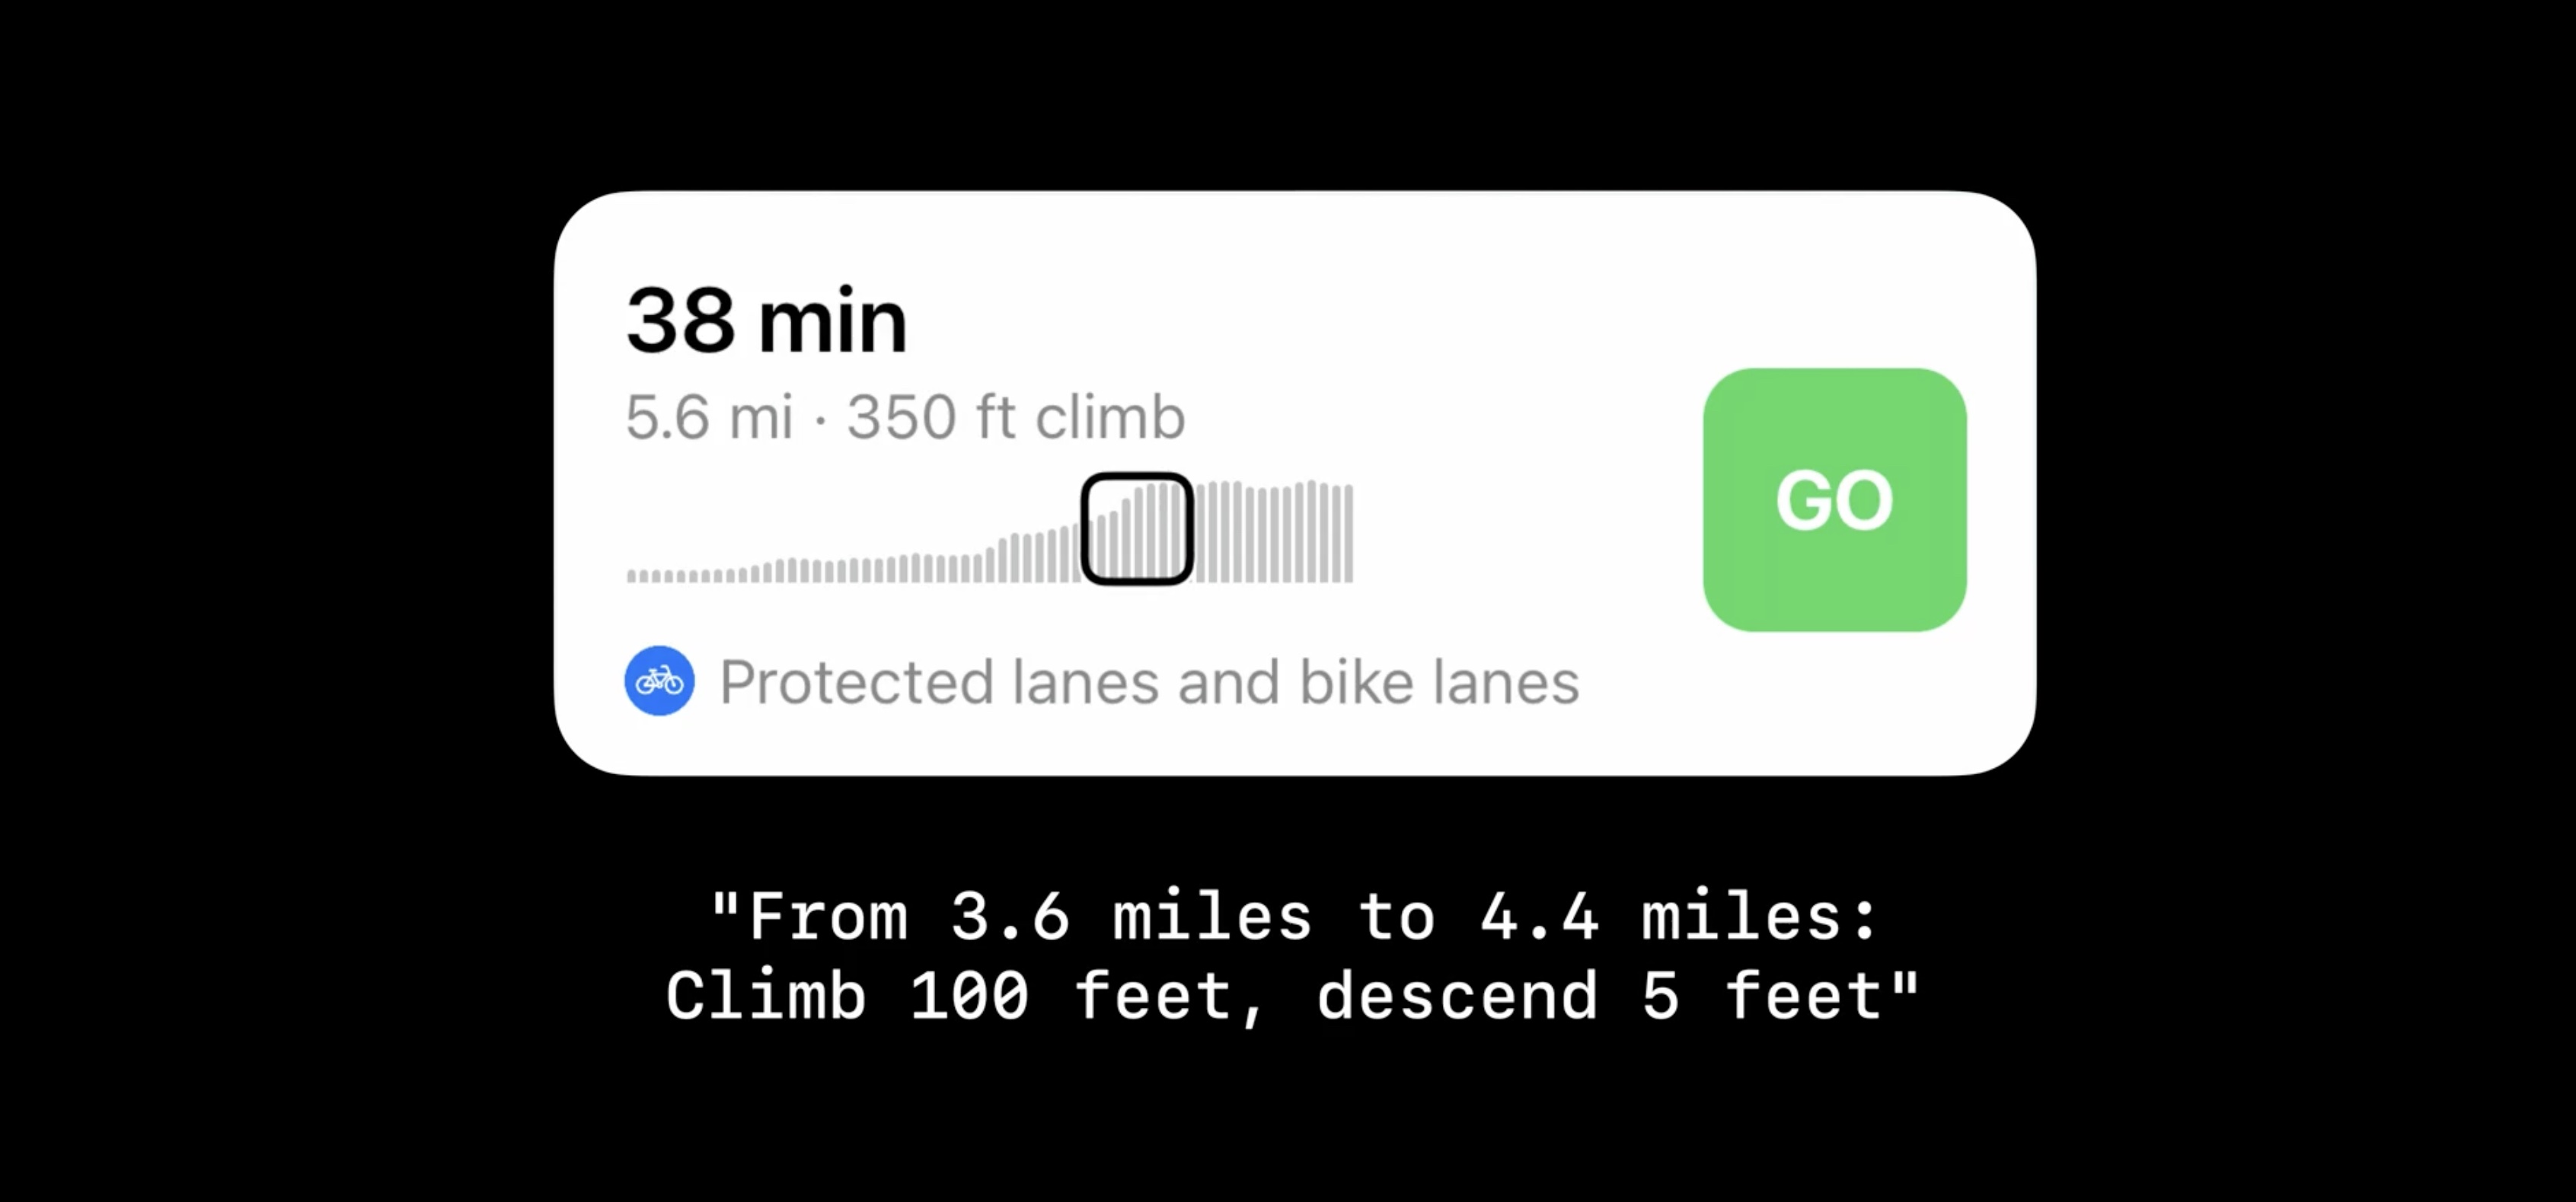 38 min
5.6 mi · 350 ft climb
GO
Protected lanes and bike lanes
"From 3.6 miles to 4.4 miles:
Climb 100 feet, descend 5 feet"